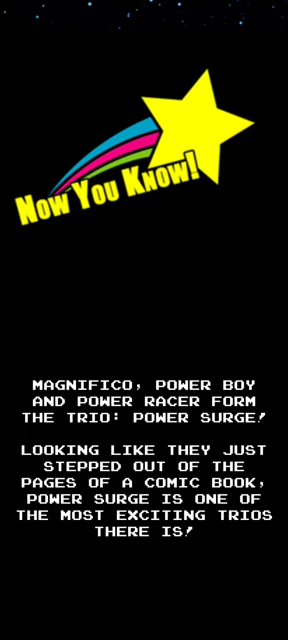 Now You Know!
MAGNIFICO, POWER BOY
AND POWER RACER FORM
THE TRIO: POWER SURGE!
LOOKING LIKE THEY JUST
STEPPED OUT OF THE
PAGES OF A COMIC BOOK,
POWER SURGE IS ONE OF
THE MOST EXCITING TRIOS
THERE IS!